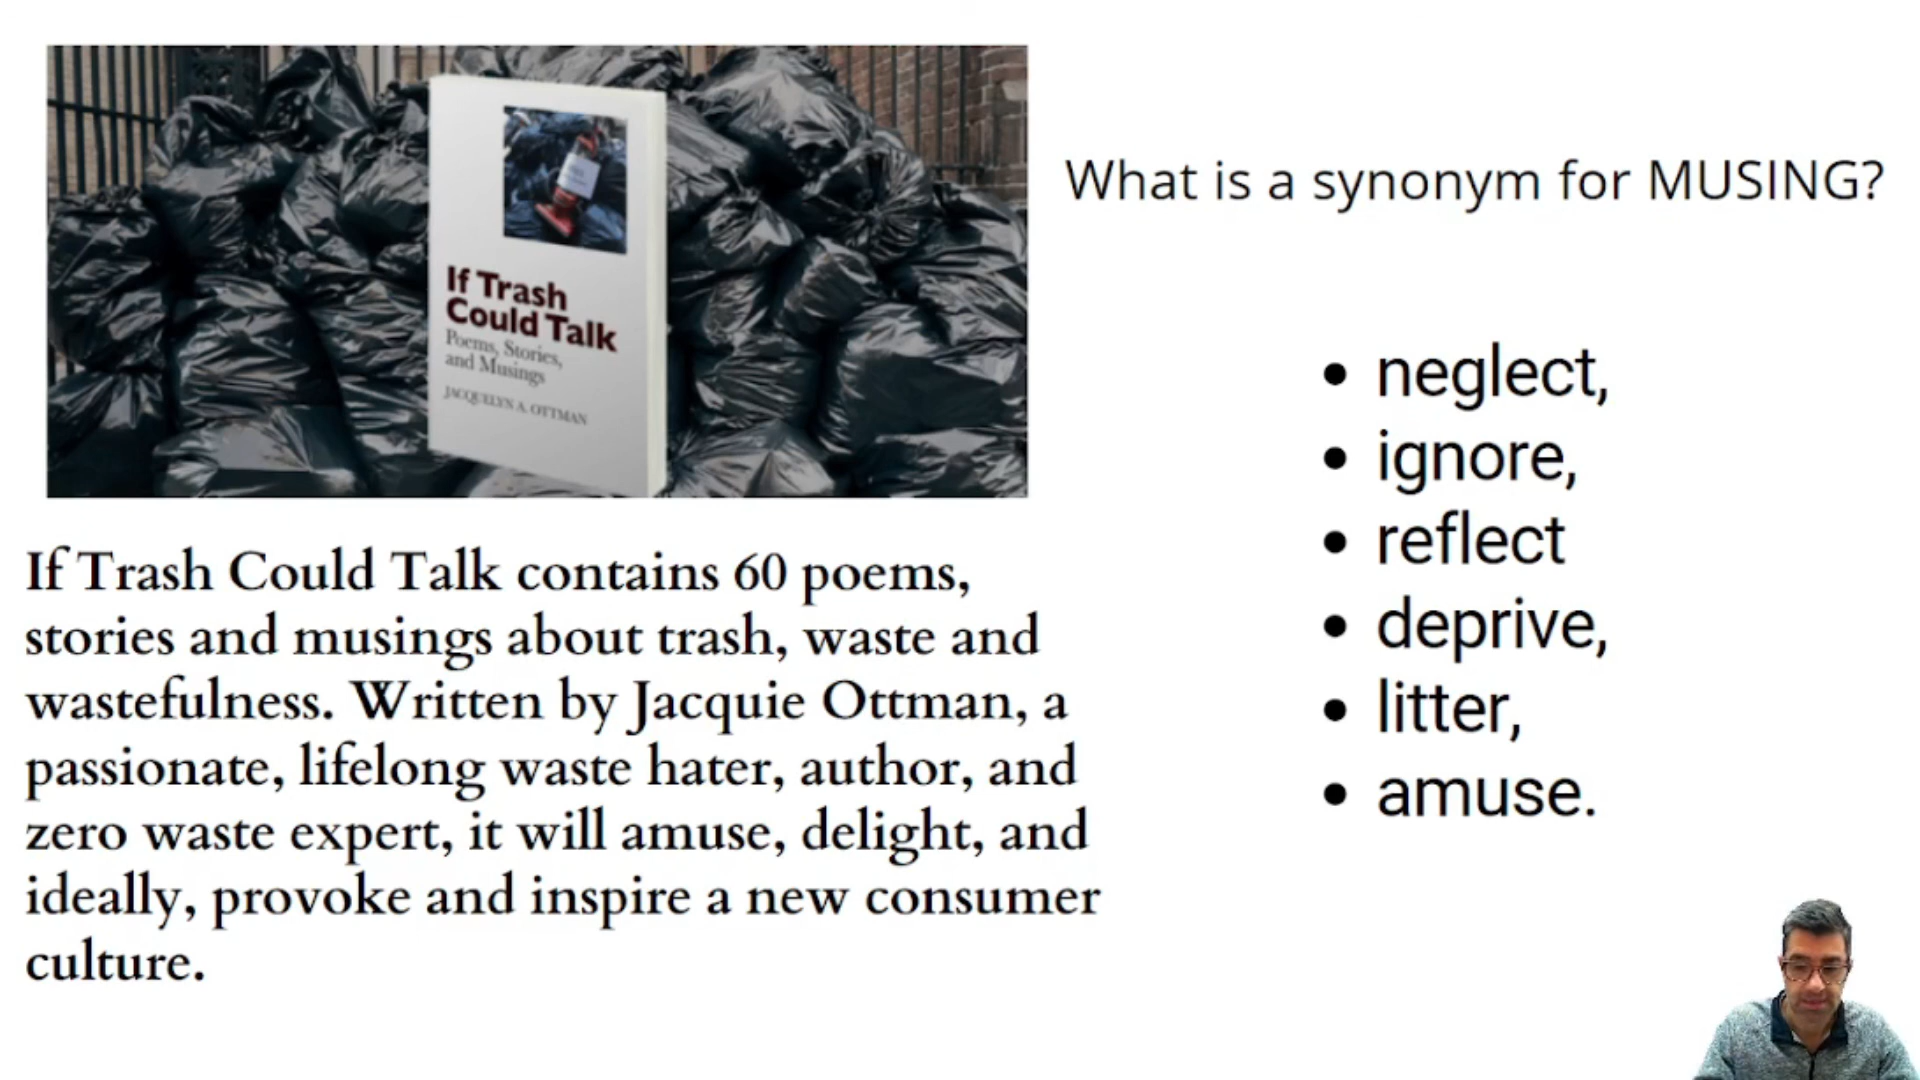 If Trash
Could Talk
Poems, Stories,
and Musings
JACQUELYN A. OTTMAN
What is a synonym for MUSING?
• neglect,
• ignore,
• reflect
• deprive,
• litter,
• amuse.
If Trash Could Talk contains 60 poems,
stories and musings about trash, waste and
wastefulness. Written by Jacquie Ottman, a
passionate, lifelong waste hater, author, and
zero waste expert, it will amuse, delight, and
ideally, provoke and inspire a new consumer
culture.